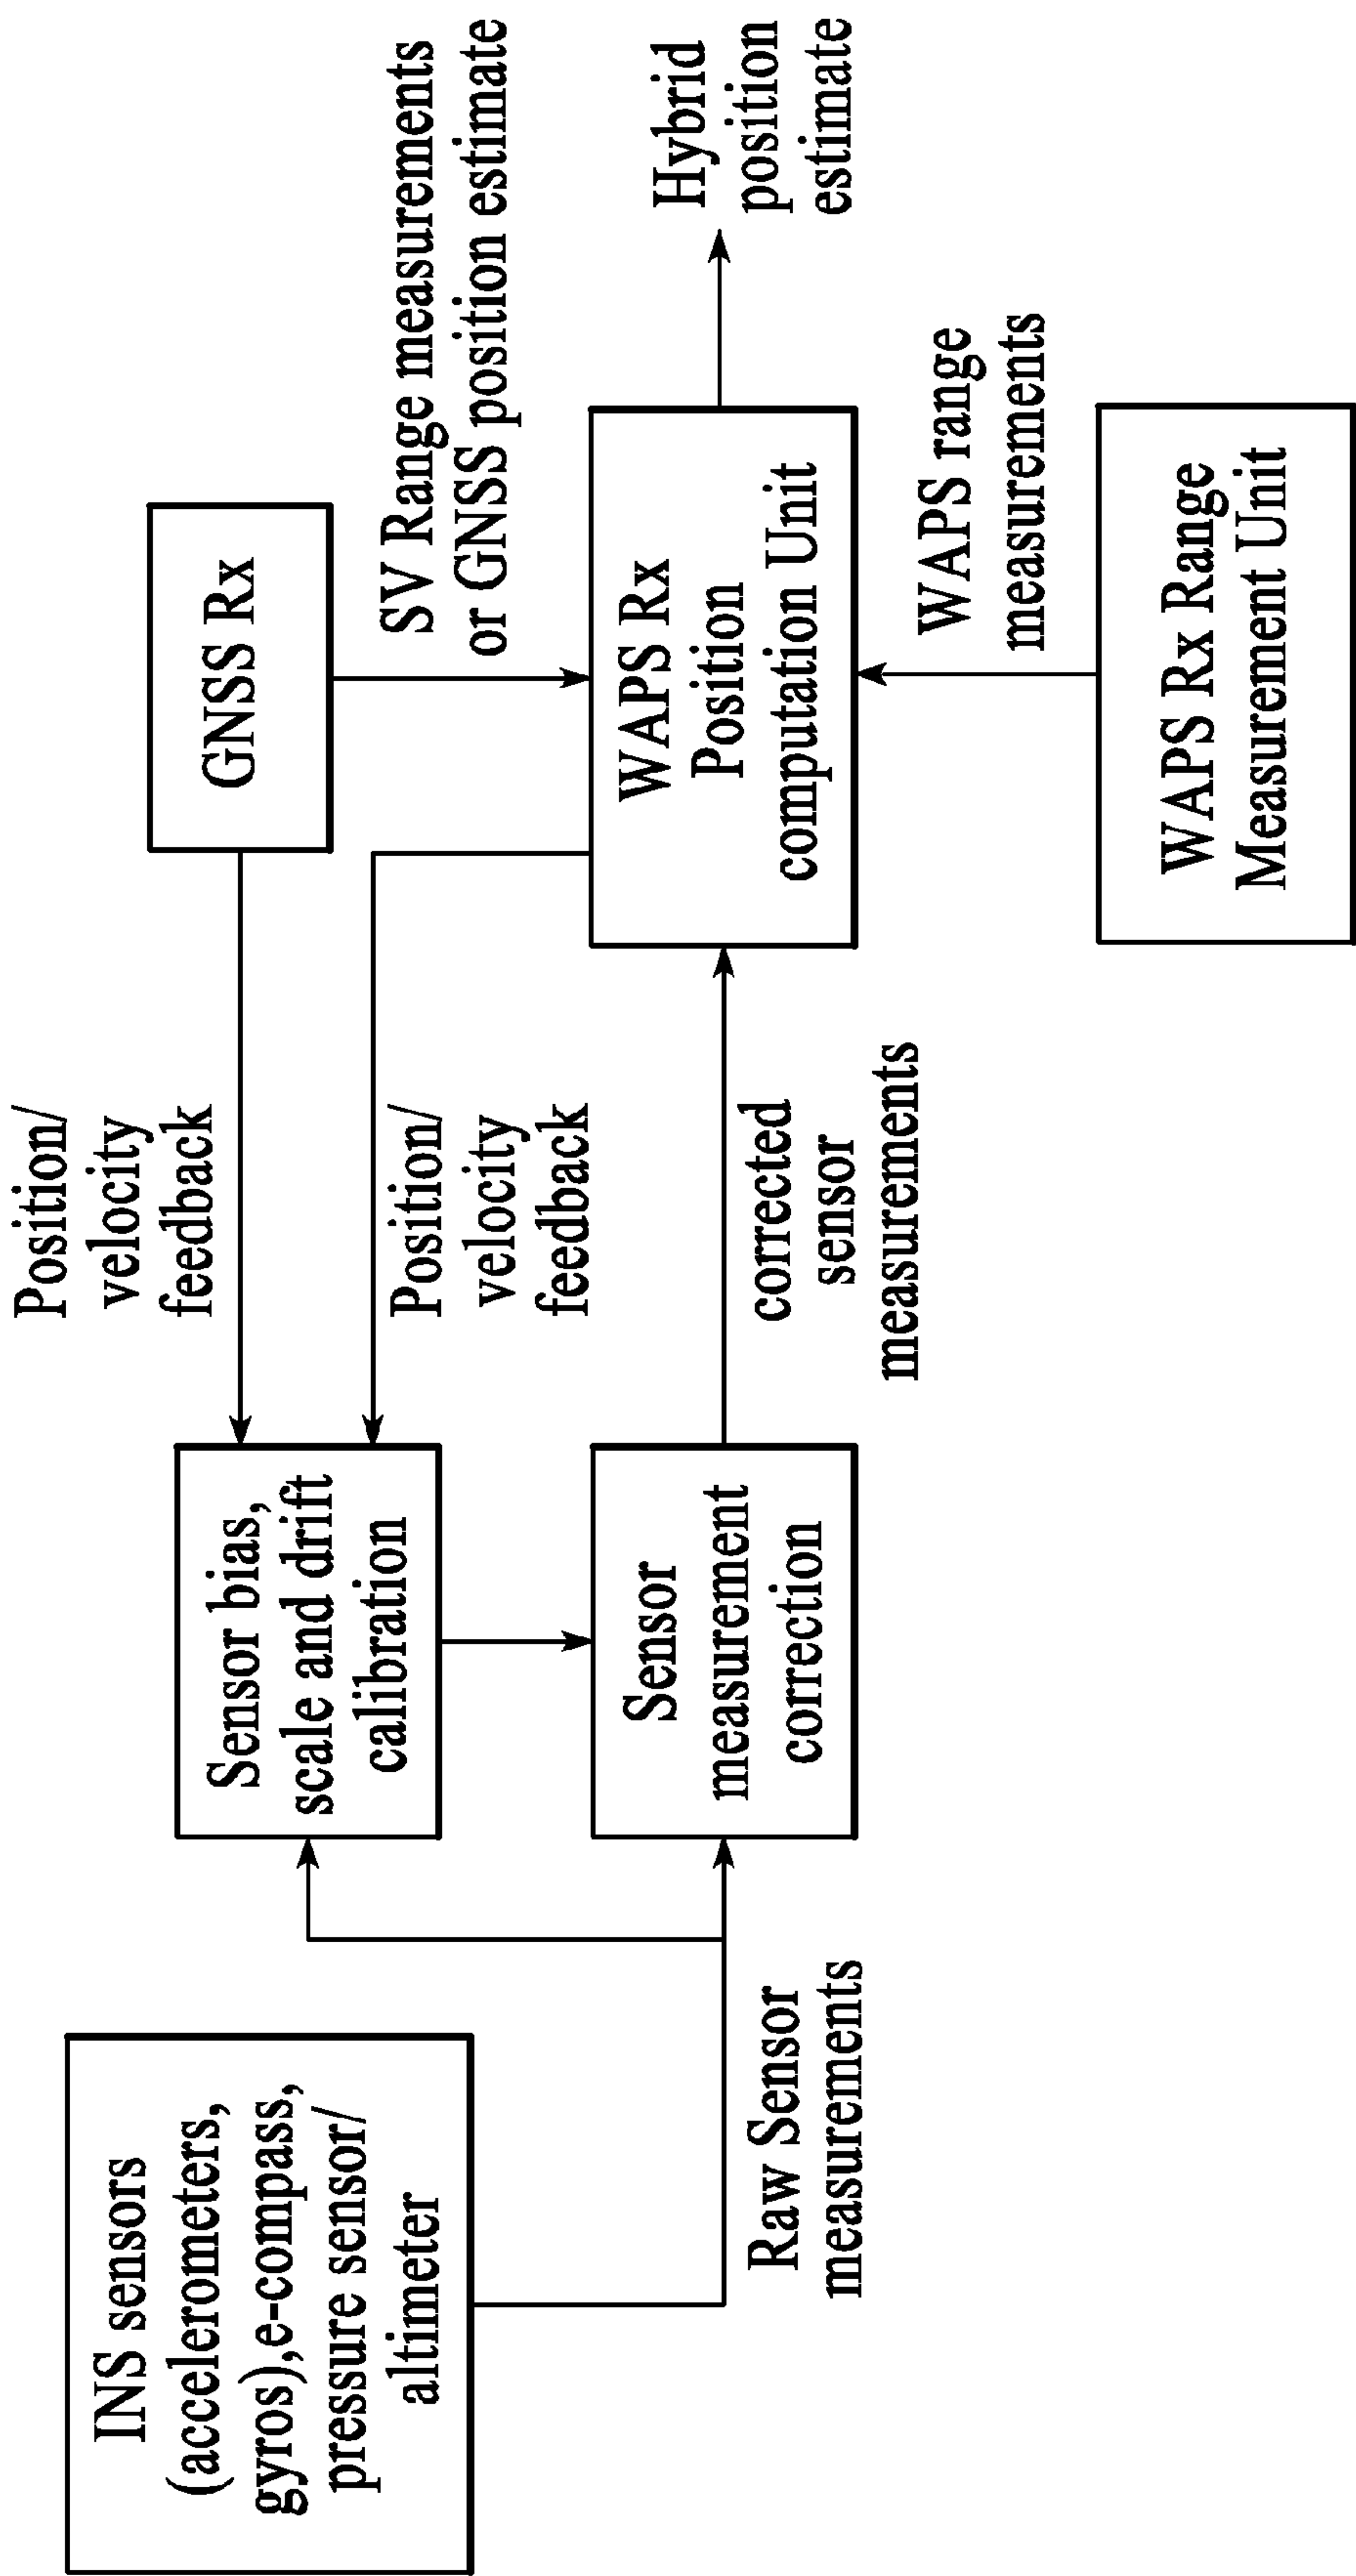 INS sensors
(accelerometers,
gyros),e-compass,
pressure sensor/
altimeter
Raw Sensor
measurements
Sensor bias,
scale and drift
calibration
Sensor
measurement
correction
Position/
velocity
feedback
Position/
velocity
feedback
corrected
sensor
measurements
GNSS Rx
SV Range measurements
or GNSS position estimate
WAPS Rx
Position
computation Unit
Hybrid
position
estimate
WAPS range
measurements
WAPS Rx Range
Measurement Unit